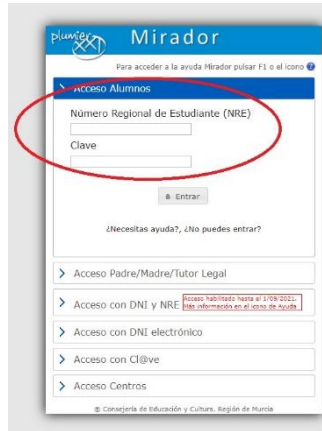 plumier XXI
Mirador
Para acceder a la ayuda Mirador pulsar F1 o el icono ?
Acceso Alumnos
Número Regional de Estudiante (NRE)
Clave
Entrar
¿Necesitas ayuda?, ¿No puedes entrar?
Acceso Padre/Madre/Tutor Legal
Acceso con DNI y NRE
Acceso habilitado hasta el 1/09/2021.
Más información en el icono de Ayuda
Acceso con DNI electrónico
Acceso con Cl@ve
Acceso Centros
© Consejería de Educación y Cultura. Región de Murcia